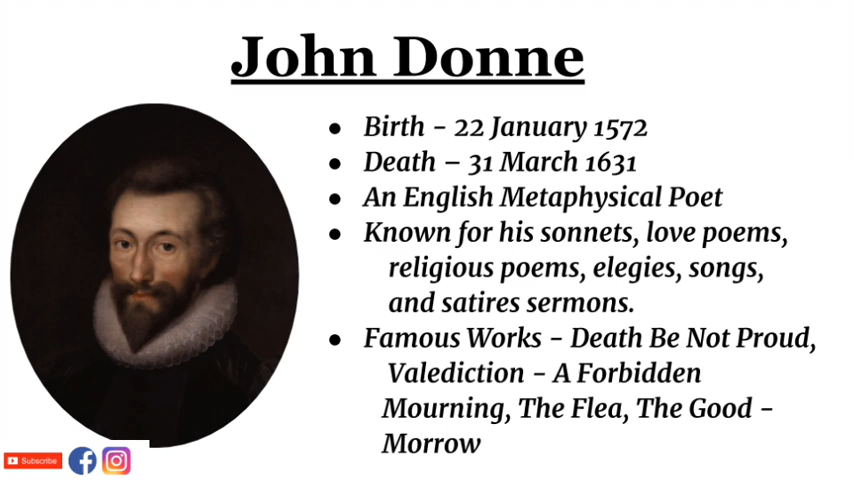 John Donne
• Birth - 22 January 1572
• Death – 31 March 1631
• An English Metaphysical Poet
• Known for his sonnets, love poems,
religious poems, elegies, songs,
and satires sermons.
• Famous Works - Death Be Not Proud,
Valediction - A Forbidden
Mourning, The Flea, The Good -
Morrow
Subscribe